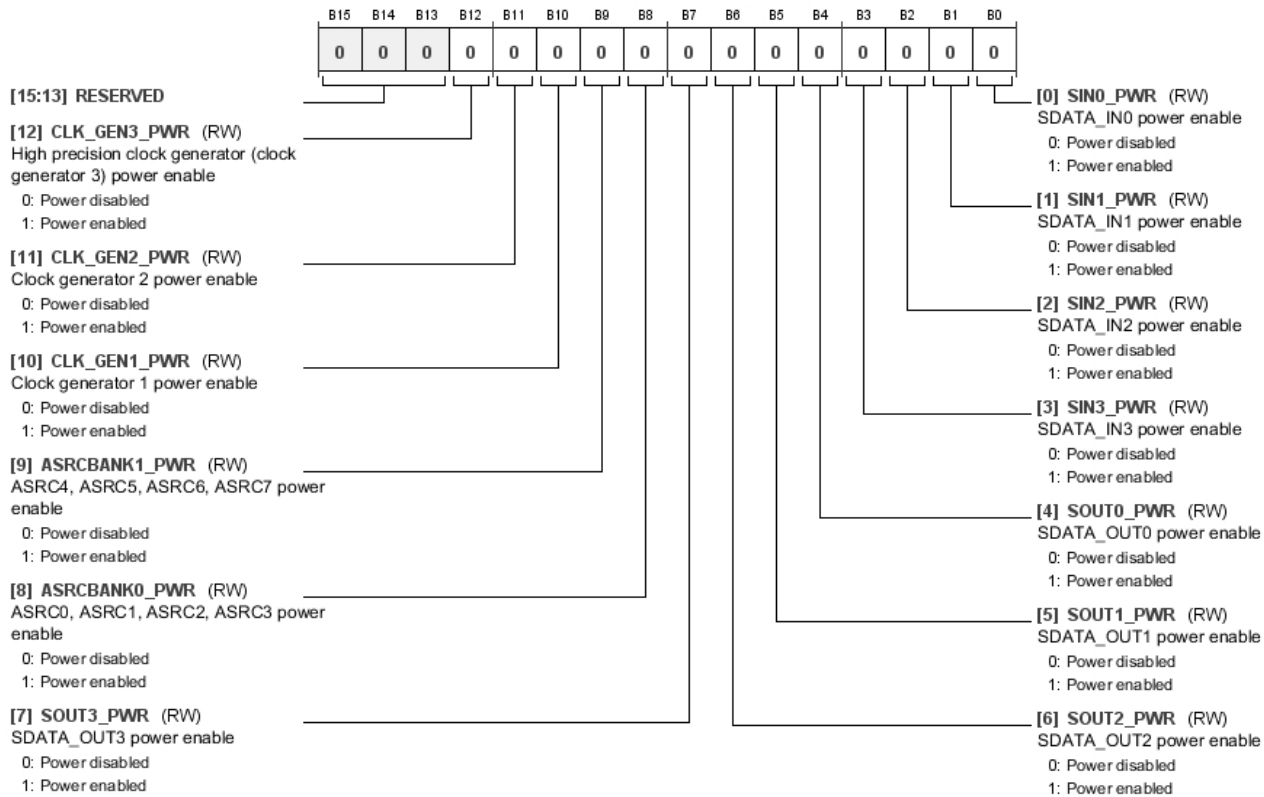 B15 B14 B13 B12 B11 B10 B9 B8 B7 B6 B5 B4 B3 B2 B1 B0
0 0 0 0 0 0 0 0 0 0 0 0 0 0 0 0
[15:13] RESERVED
[12] CLK_GEN3_PWR (RW)
High precision clock generator (clock
generator 3) power enable
0: Power disabled
1: Power enabled
[11] CLK_GEN2_PWR (RW)
Clock generator 2 power enable
0: Power disabled
1: Power enabled
[10] CLK_GEN1_PWR (RW)
Clock generator 1 power enable
0: Power disabled
1: Power enabled
[9] ASRCBANK1_PWR (RW)
ASRC4, ASRC5, ASRC6, ASRC7 power
enable
0: Power disabled
1: Power enabled
[8] ASRCBANK0_PWR (RW)
ASRC0, ASRC1, ASRC2, ASRC3 power
enable
0: Power disabled
1: Power enabled
[7] SOUT3_PWR (RW)
SDATA_OUT3 power enable
0: Power disabled
1: Power enabled
[0] SIN0_PWR (RW)
SDATA_IN0 power enable
0: Power disabled
1: Power enabled
[1] SIN1_PWR (RW)
SDATA_IN1 power enable
0: Power disabled
1: Power enabled
[2] SIN2_PWR (RW)
SDATA_IN2 power enable
0: Power disabled
1: Power enabled
[3] SIN3_PWR (RW)
SDATA_IN3 power enable
0: Power disabled
1: Power enabled
[4] SOUT0_PWR (RW)
SDATA_OUT0 power enable
0: Power disabled
1: Power enabled
[5] SOUT1_PWR (RW)
SDATA_OUT1 power enable
0: Power disabled
1: Power enabled
[6] SOUT2_PWR (RW)
SDATA_OUT2 power enable
0: Power disabled
1: Power enabled